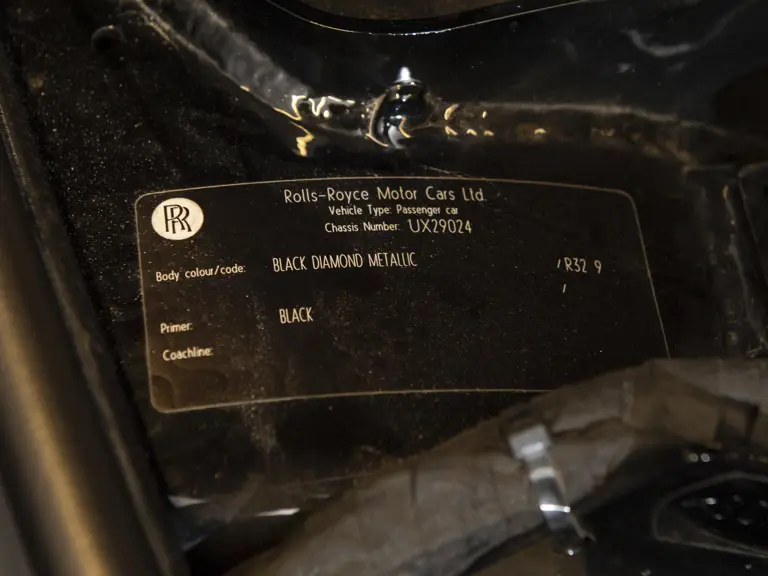 RR
Rolls-Royce Motor Cars Ltd.
Vehicle Type: Passenger car
Chassis Number: UX29024
Body colour/code: BLACK DIAMOND METALLIC / R32 9
/
Primer: BLACK
Coachline: